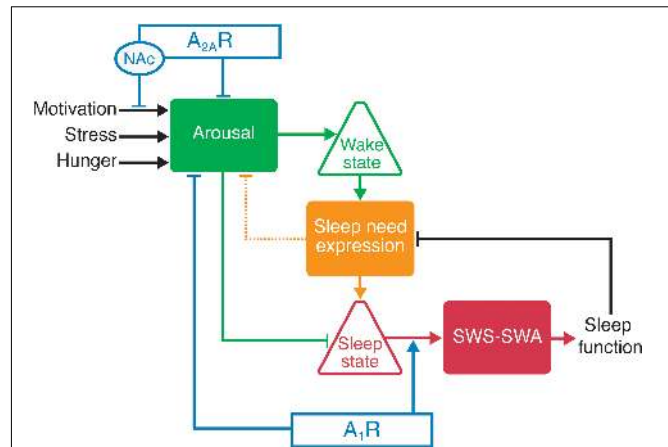 A2AR
NAc
Motivation
Stress
Hunger
Arousal
Wake
state
Sleep need
expression
Sleep
state
SWS-SWA
Sleep
function
A1R